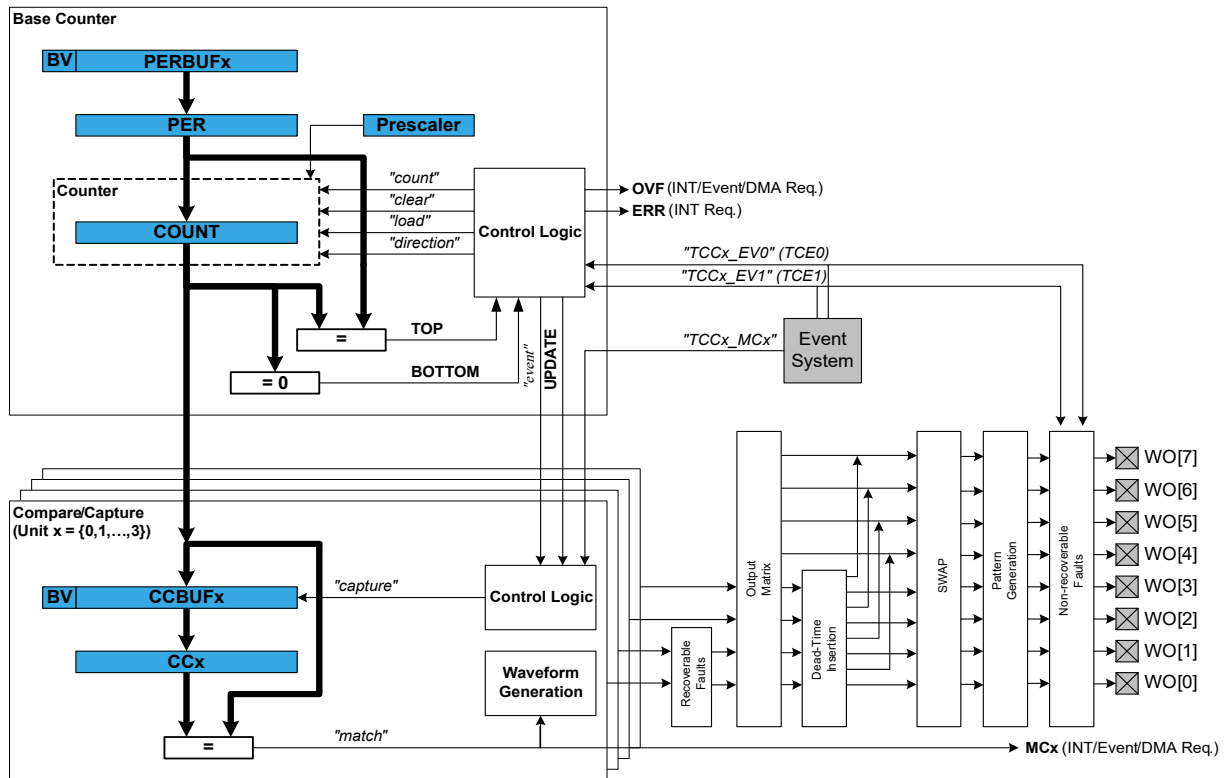 Base Counter
BV PERBUFx
PER
Prescaler
Counter
COUNT
"count"
"clear"
"load"
"direction"
Control Logic
OVF (INT/Event/DMA Req.)
ERR (INT Req.)
"TCCx_EV0" (TCE0)
"TCCx_EV1" (TCE1)
"TCCx_MCx"
Event
System
=
TOP
= 0
BOTTOM
"event"
UPDATE
Compare/Capture
(Unit x = {0,1,…,3})
BV CCBUFx
"capture"
Control Logic
CCx
Waveform
Generation
=
"match"
Recoverable
Faults
Output
Matrix
Dead-Time
Insertion
SWAP
Pattern
Generation
Non-recoverable
Faults
WO[7]
WO[6]
WO[5]
WO[4]
WO[3]
WO[2]
WO[1]
WO[0]
MCx (INT/Event/DMA Req.)